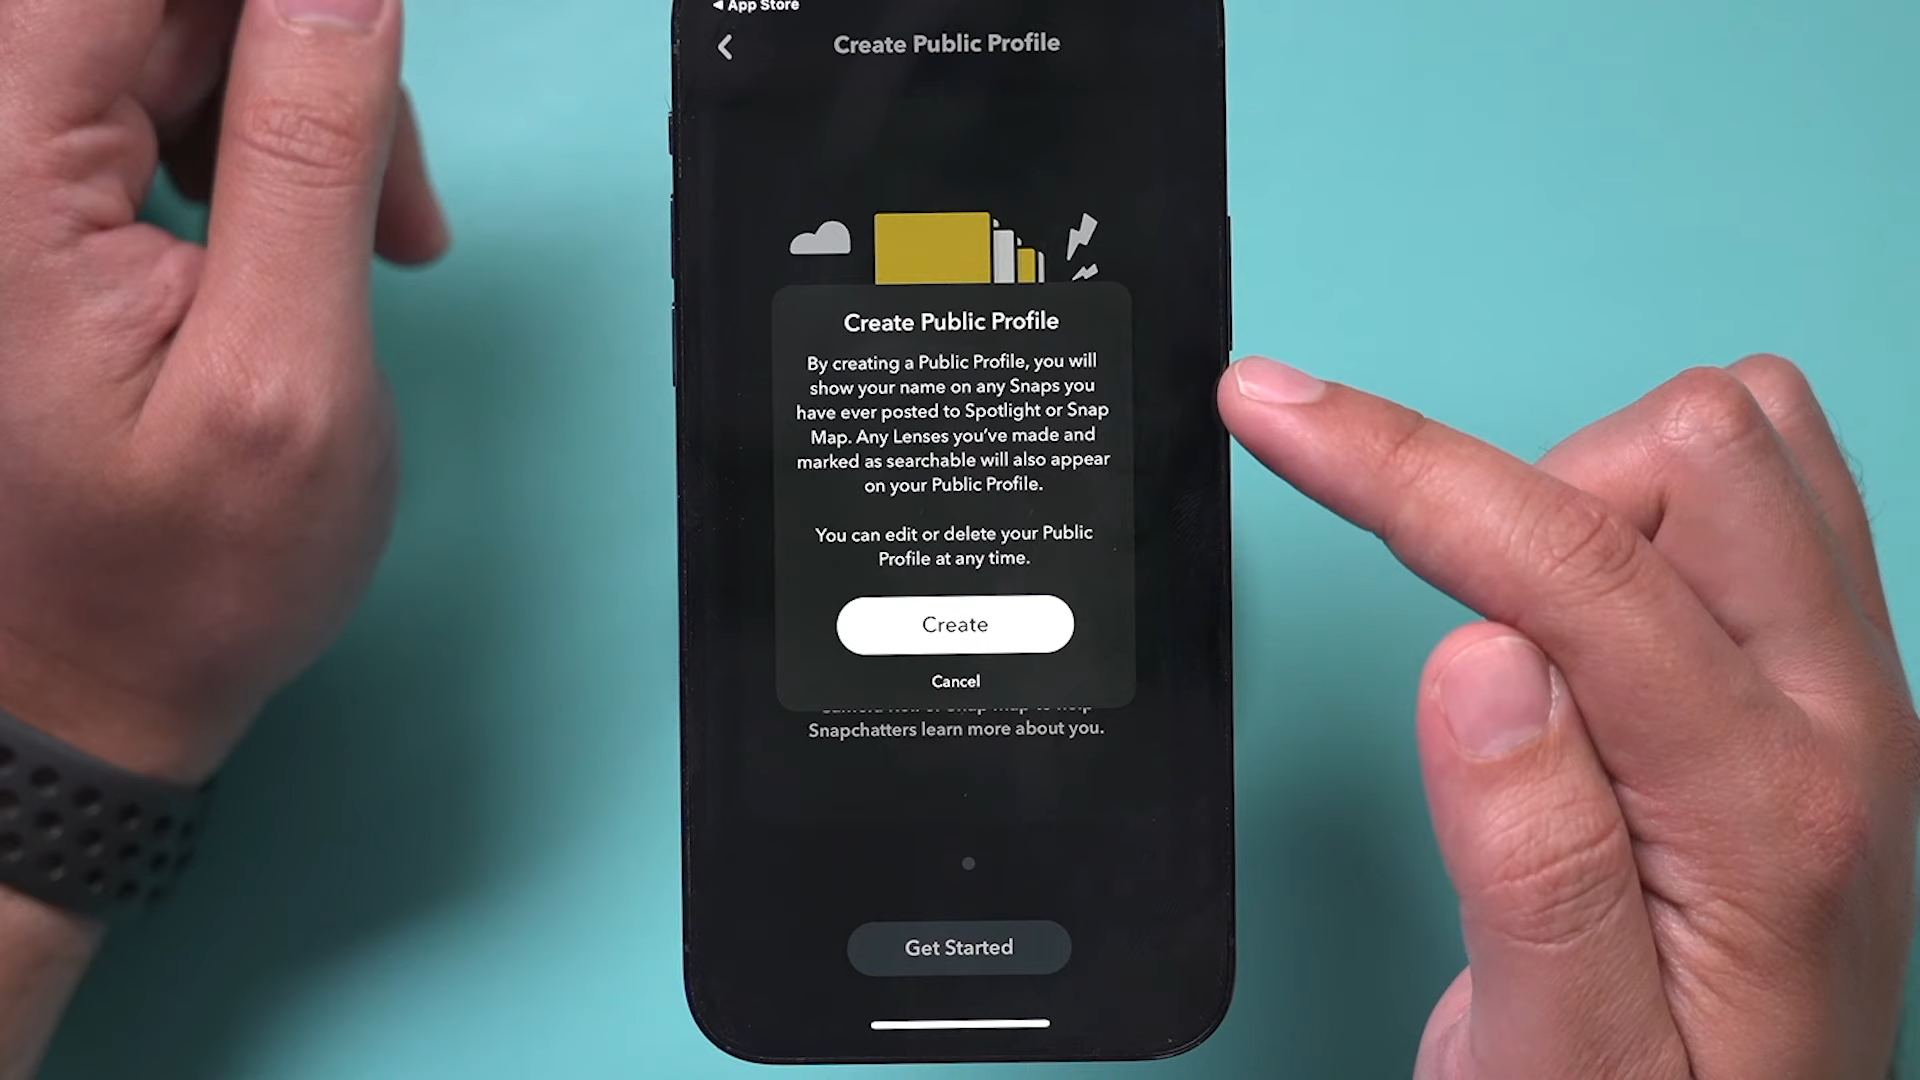 ◂ App Store
Create Public Profile
Create Public Profile
By creating a Public Profile, you will
show your name on any Snaps you
have ever posted to Spotlight or Snap
Map. Any Lenses you’ve made and
marked as searchable will also appear
on your Public Profile.
You can edit or delete your Public
Profile at any time.
Create
Cancel
Snapchatters learn more about you.
Get Started